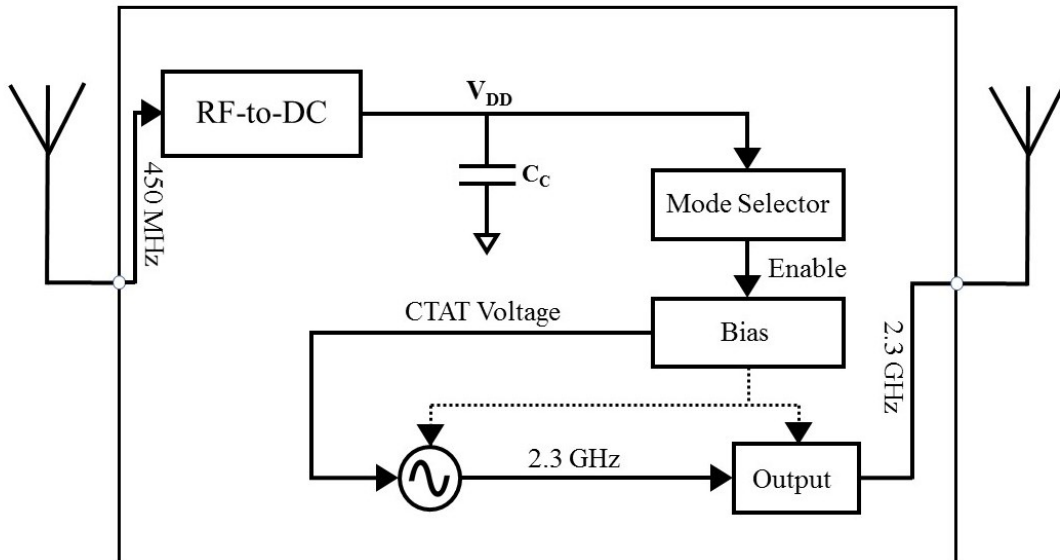 RF-to-DC
V_DD
C_C
450 MHz
Mode Selector
Enable
CTAT Voltage
Bias
2.3 GHz
2.3 GHz
Output